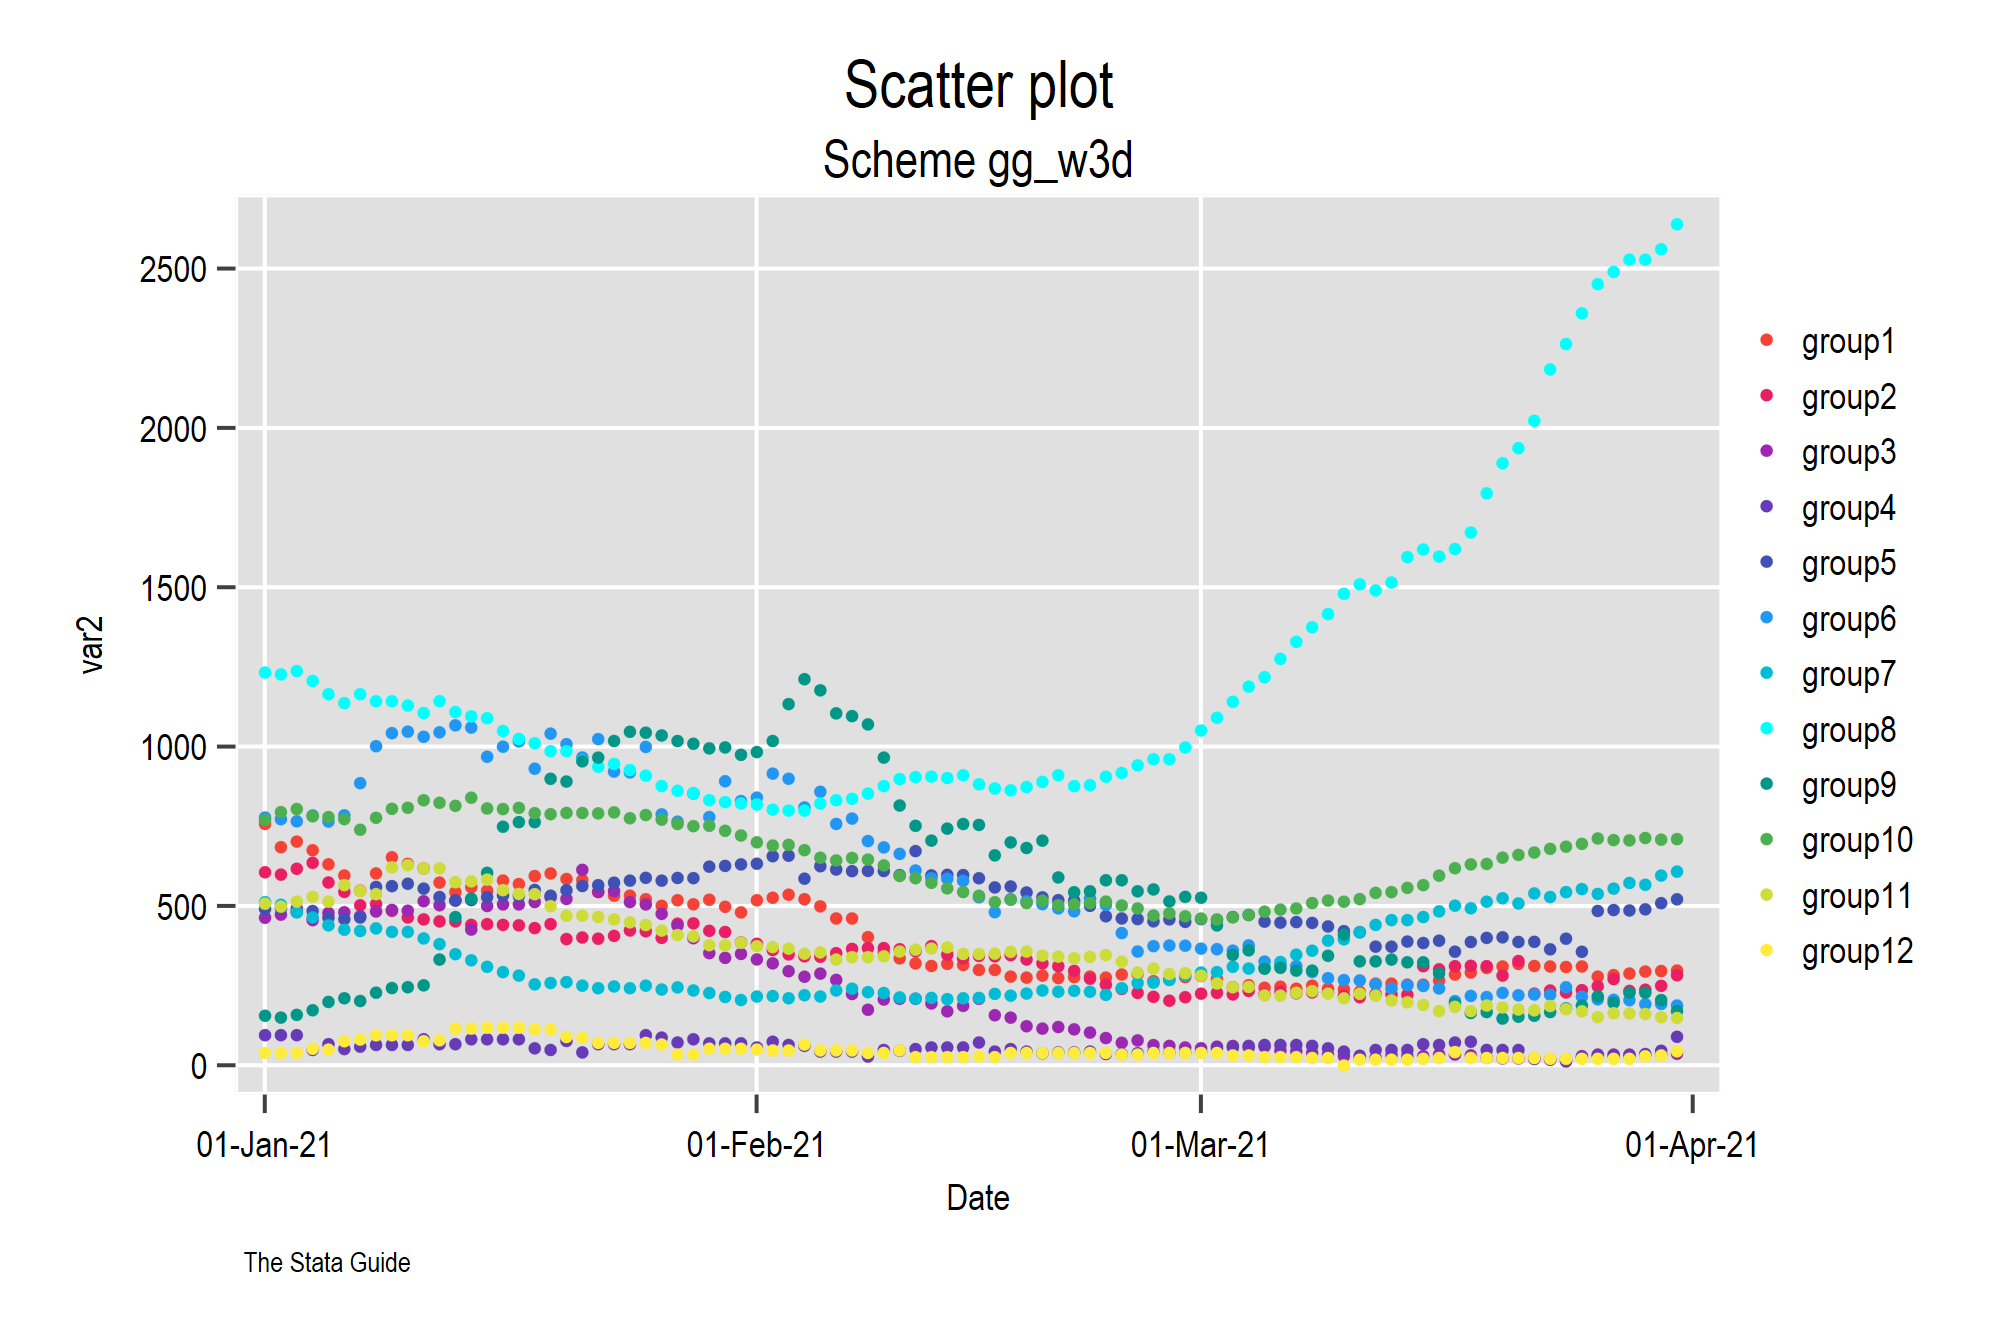 Scatter plot
Scheme gg_w3d
2500
2000
1500
1000
500
0
var2
01-Jan-21
01-Feb-21
01-Mar-21
01-Apr-21
Date
group1
group2
group3
group4
group5
group6
group7
group8
group9
group10
group11
group12
The Stata Guide